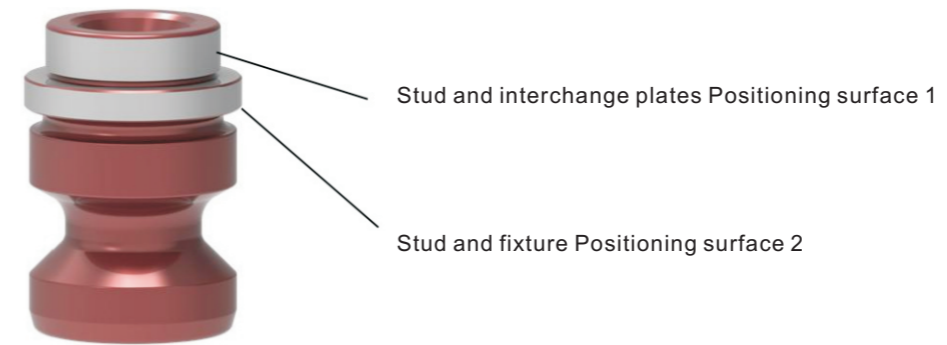 Stud and interchange plates Positioning surface 1
Stud and fixture Positioning surface 2